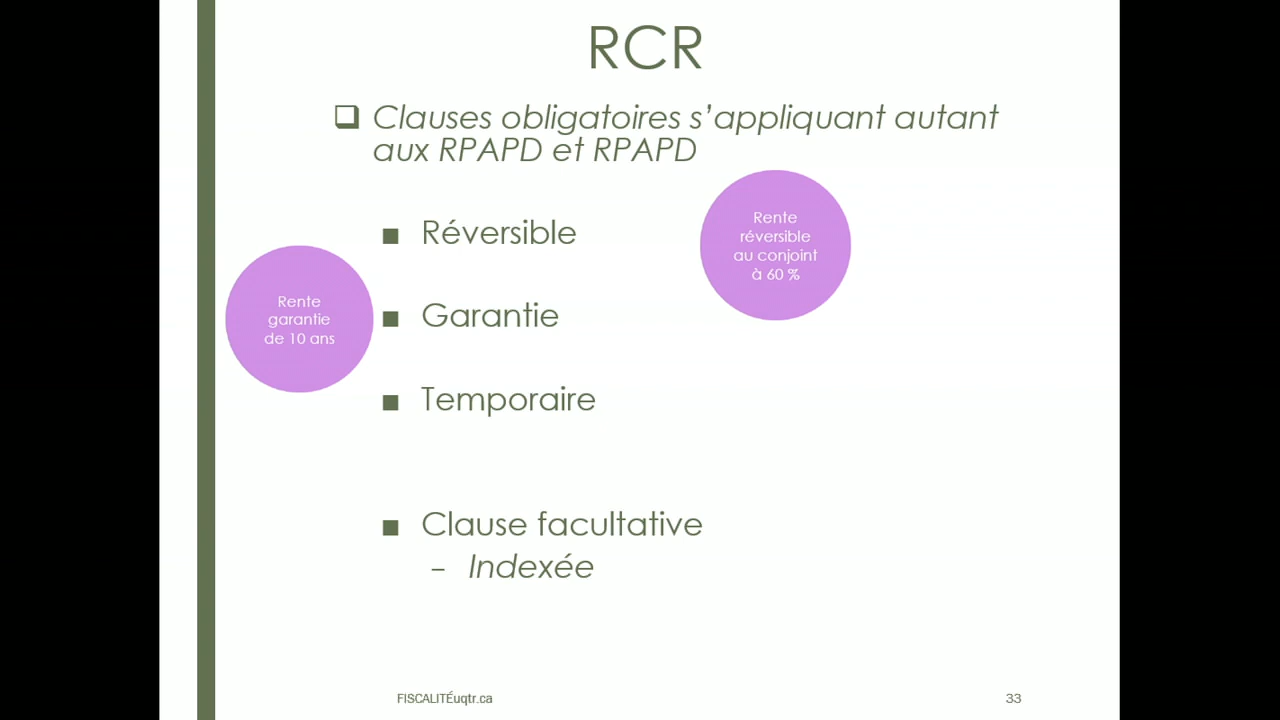 RCR
Clauses obligatoires s’appliquant autant
aux RPAPD et RPAPD
Réversible
Rente
réversible
au conjoint
à 60 %
Rente
garantie
de 10 ans
Garantie
Temporaire
Clause facultative
– Indexée
FISCALITÉuqtr.ca
33